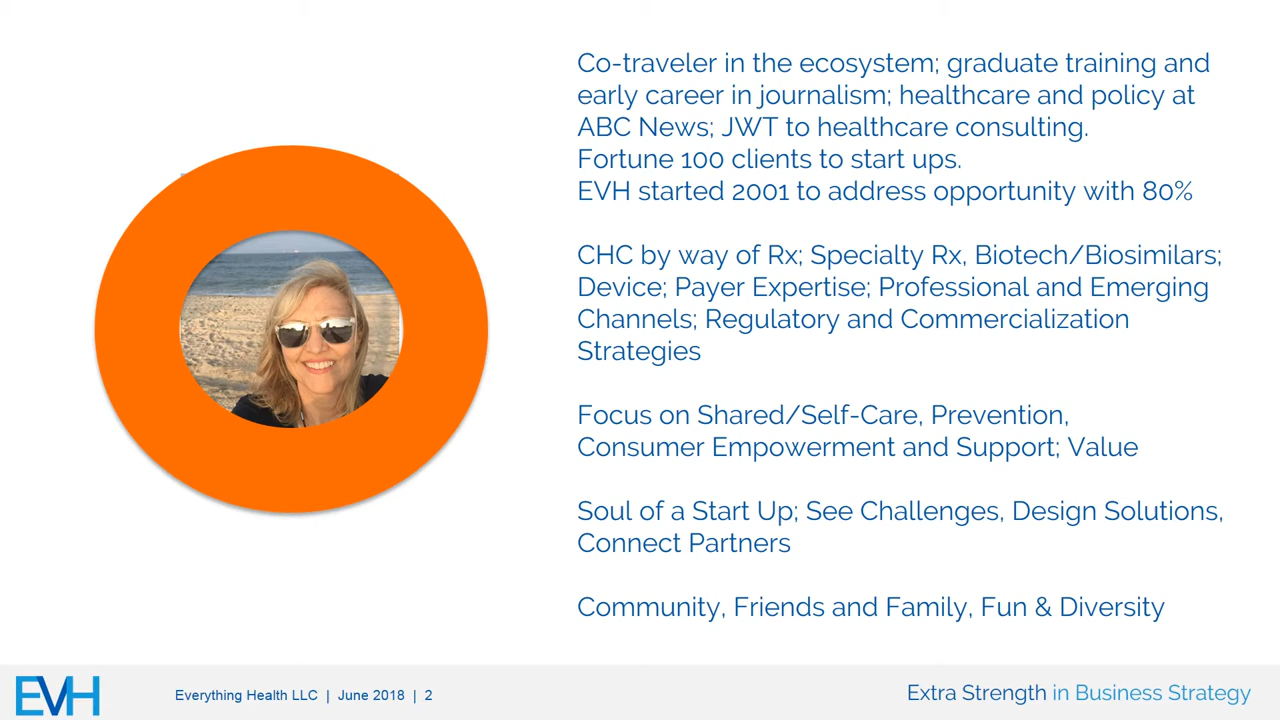 Co-traveler in the ecosystem; graduate training and
early career in journalism; healthcare and policy at
ABC News; JWT to healthcare consulting.
Fortune 100 clients to start ups.
EVH started 2001 to address opportunity with 80%
CHC by way of Rx; Specialty Rx, Biotech/Biosimilars;
Device; Payer Expertise; Professional and Emerging
Channels; Regulatory and Commercialization
Strategies
Focus on Shared/Self-Care, Prevention,
Consumer Empowerment and Support; Value
Soul of a Start Up; See Challenges, Design Solutions,
Connect Partners
Community, Friends and Family, Fun & Diversity
EVH
Everything Health LLC | June 2018 | 2
Extra Strength in Business Strategy